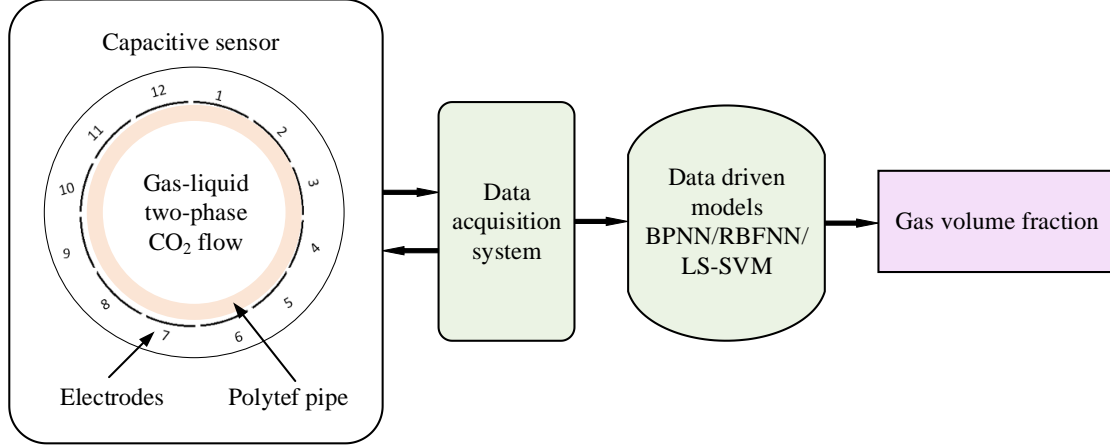 Capacitive sensor
12
1
2
3
4
5
6
7
8
9
10
11
Gas-liquid
two-phase
CO₂ flow
Electrodes
Polytef pipe
Data
acquisition
system
Data driven
models
BPNN/RBFNN/
LS-SVM
Gas volume fraction